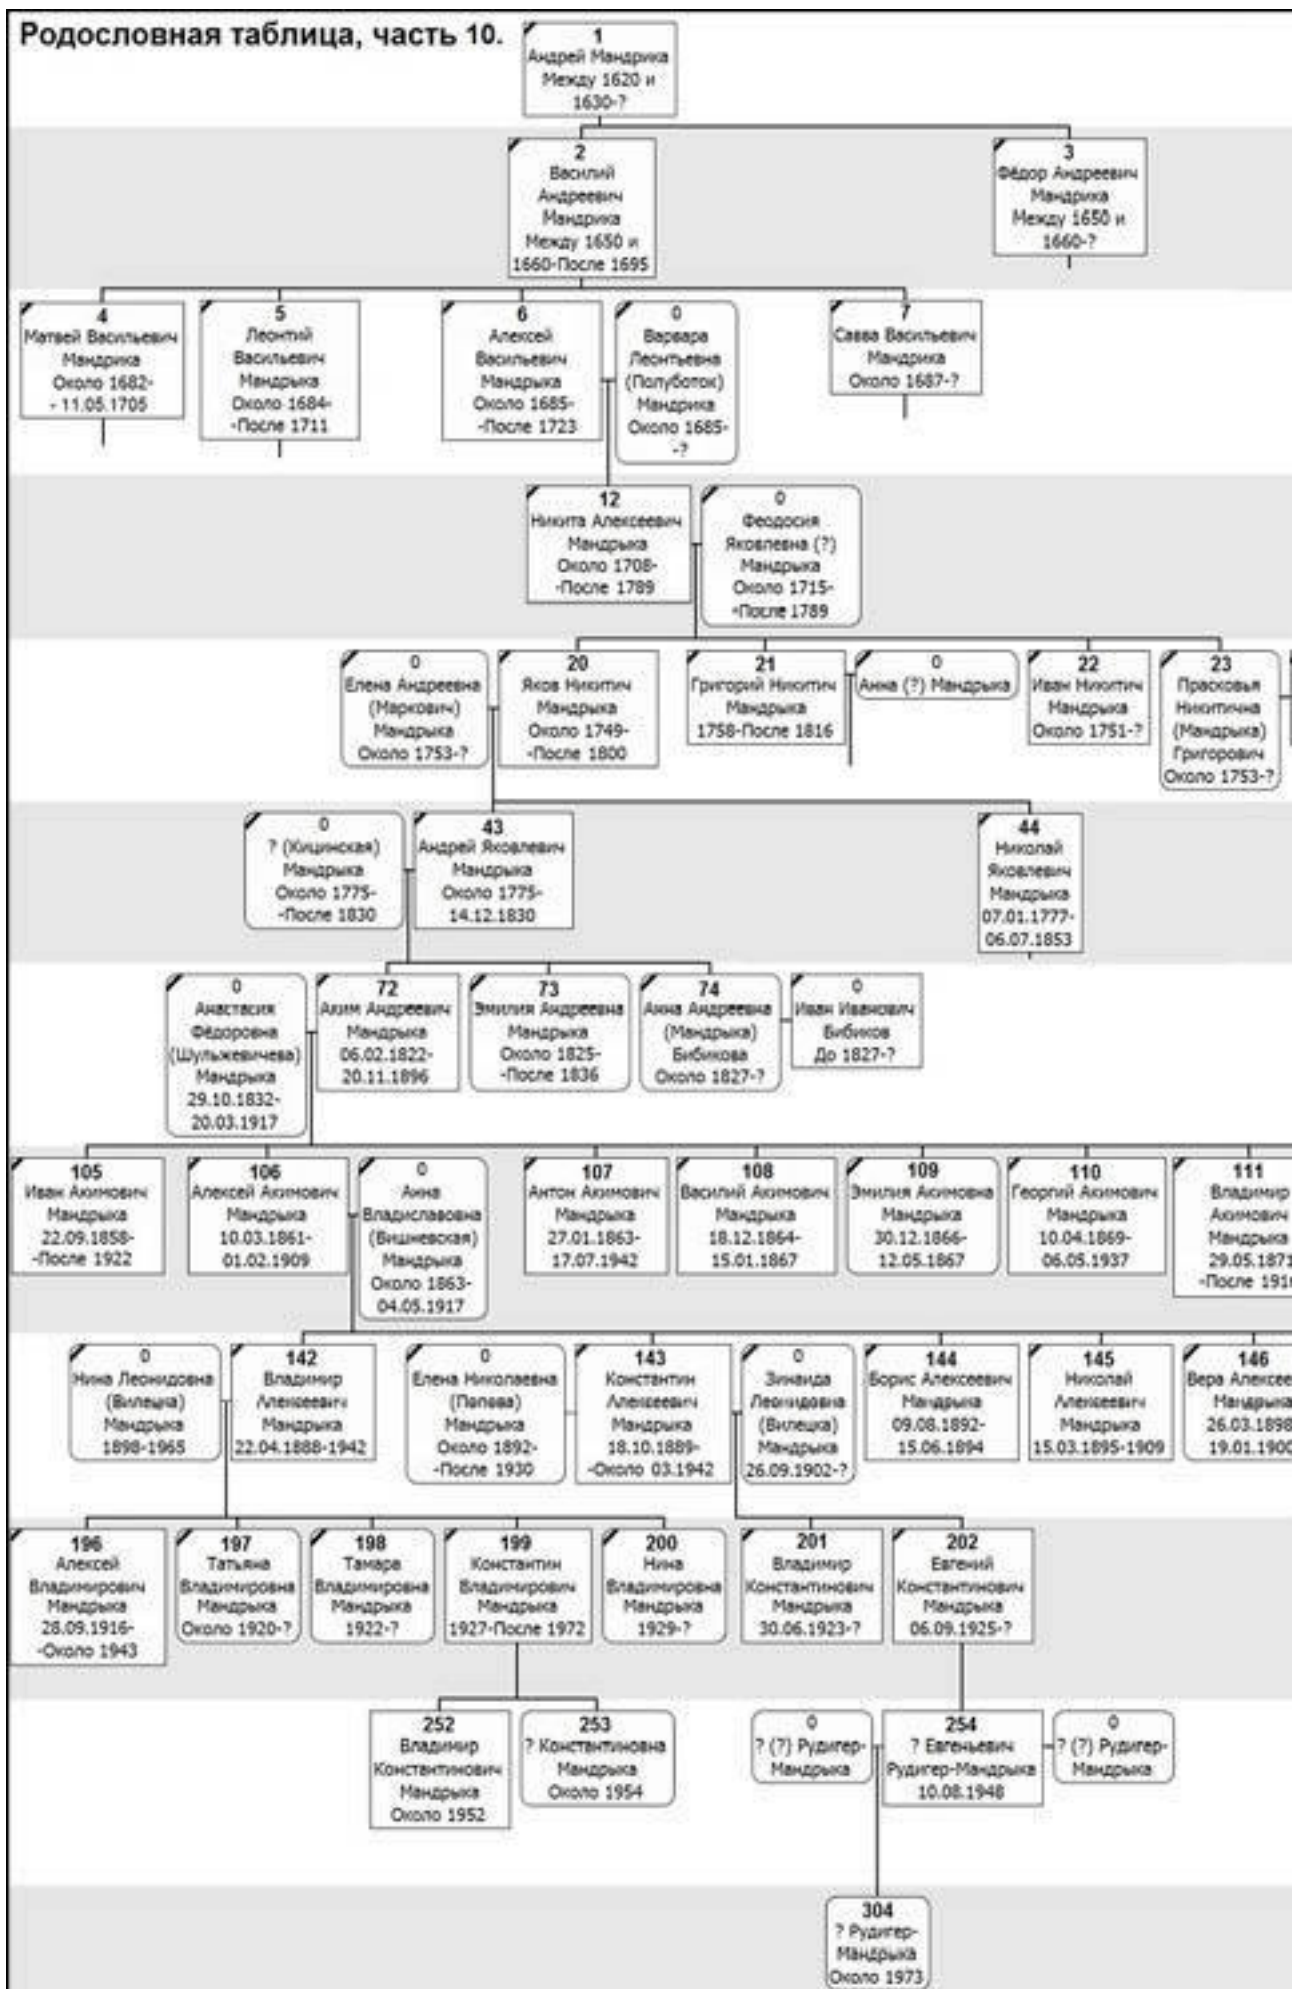 Родословная таблица, часть 10.
1
Андрей Мандрика
Между 1620 и
1630-?
2
Василий
Андреевич
Мандрика
Между 1650 и
1660-После 1695
3
Фёдор Андреевич
Мандрика
Между 1650 и
1660-?
4
Матвей Васильевич
Мандрика
Около 1682-
- 11.05.1705
5
Леонтий
Васильевич
Мандрыка
Около 1684-
-После 1711
6
Алексей
Васильевич
Мандрыка
Около 1685-
-После 1723
0
Варвара
Леонтьевна
(Полуботок)
Мандрика
Около 1685-
-?
7
Савва Васильевич
Мандрика
Около 1687-?
12
Никита Алексеевич
Мандрыка
Около 1708-
-После 1789
0
Феодосия
Яковлевна (?)
Мандрыка
Около 1715-
-После 1789
0
Елена Андреевна
(Маркович)
Мандрыка
Около 1753-?
20
Яков Никитич
Мандрыка
Около 1749-
-После 1800
21
Григорий Никитич
Мандрыка
1758-После 1816
0
Анна (?) Мандрыка
22
Иван Никитич
Мандрыка
Около 1751-?
23
Прасковья
Никитична
(Мандрыка)
Григорович
Около 1753-?
0
? (Кицинская)
Мандрыка
Около 1775-
-После 1830
43
Андрей Яковлевич
Мандрыка
Около 1775-
14.12.1830
44
Николай
Яковлевич
Мандрыка
07.01.1777-
06.07.1853
0
Анастасия
Фёдоровна
(Шульжевичева)
Мандрыка
29.10.1832-
20.03.1917
72
Аким Андреевич
Мандрыка
06.02.1822-
20.11.1896
73
Эмилия Андреевна
Мандрыка
Около 1825-
-После 1836
74
Анна Андреевна
(Мандрыка)
Бибикова
Около 1827-?
0
Иван Иванович
Бибиков
До 1827-?
105
Иван Акимович
Мандрыка
22.09.1858-
-После 1922
106
Алексей Акимович
Мандрыка
10.03.1861-
01.02.1909
0
Анна
Владиславовна
(Вишневская)
Мандрыка
Около 1863-
04.05.1917
107
Антон Акимович
Мандрыка
27.01.1863-
17.07.1942
108
Василий Акимович
Мандрыка
18.12.1864-
15.01.1867
109
Эмилия Акимовна
Мандрыка
30.12.1866-
12.05.1867
110
Георгий Акимович
Мандрыка
10.04.1869-
06.05.1937
111
Владимир
Акимович
Мандрыка
29.05.1871
-После 191
0
Нина Леонидовна
(Вилецка)
Мандрыка
1898-1965
142
Владимир
Алексеевич
Мандрыка
22.04.1888-1942
0
Елена Николаевна
(Попова)
Мандрыка
Около 1892-
-После 1930
143
Константин
Алексеевич
Мандрыка
18.10.1889-
-Около 03.1942
0
Зинаида
Леонидовна
(Вилецка)
Мандрыка
26.09.1902-?
144
Борис Алексеевич
Мандрыка
09.08.1892-
15.06.1894
145
Николай
Алексеевич
Мандрыка
15.03.1895-1909
146
Вера Алексее
Мандрыка
26.03.1898
19.01.1900
196
Алексей
Владимирович
Мандрыка
28.09.1916-
-Около 1943
197
Татьяна
Владимировна
Мандрыка
Около 1920-?
198
Тамара
Владимировна
Мандрыка
1922-?
199
Константин
Владимирович
Мандрыка
1927-После 1972
200
Нина
Владимировна
Мандрыка
1929-?
201
Владимир
Константинович
Мандрыка
30.06.1923-?
202
Евгений
Константинович
Мандрыка
06.09.1925-?
252
Владимир
Константинович
Мандрыка
Около 1952
253
? Константиновна
Мандрыка
Около 1954
0
? (?) Рудигер-
Мандрыка
254
? Евгеньевич
Рудигер-Мандрыка
10.08.1948
0
? (?) Рудигер-
Мандрыка
304
? Рудигер-
Мандрыка
Около 1973